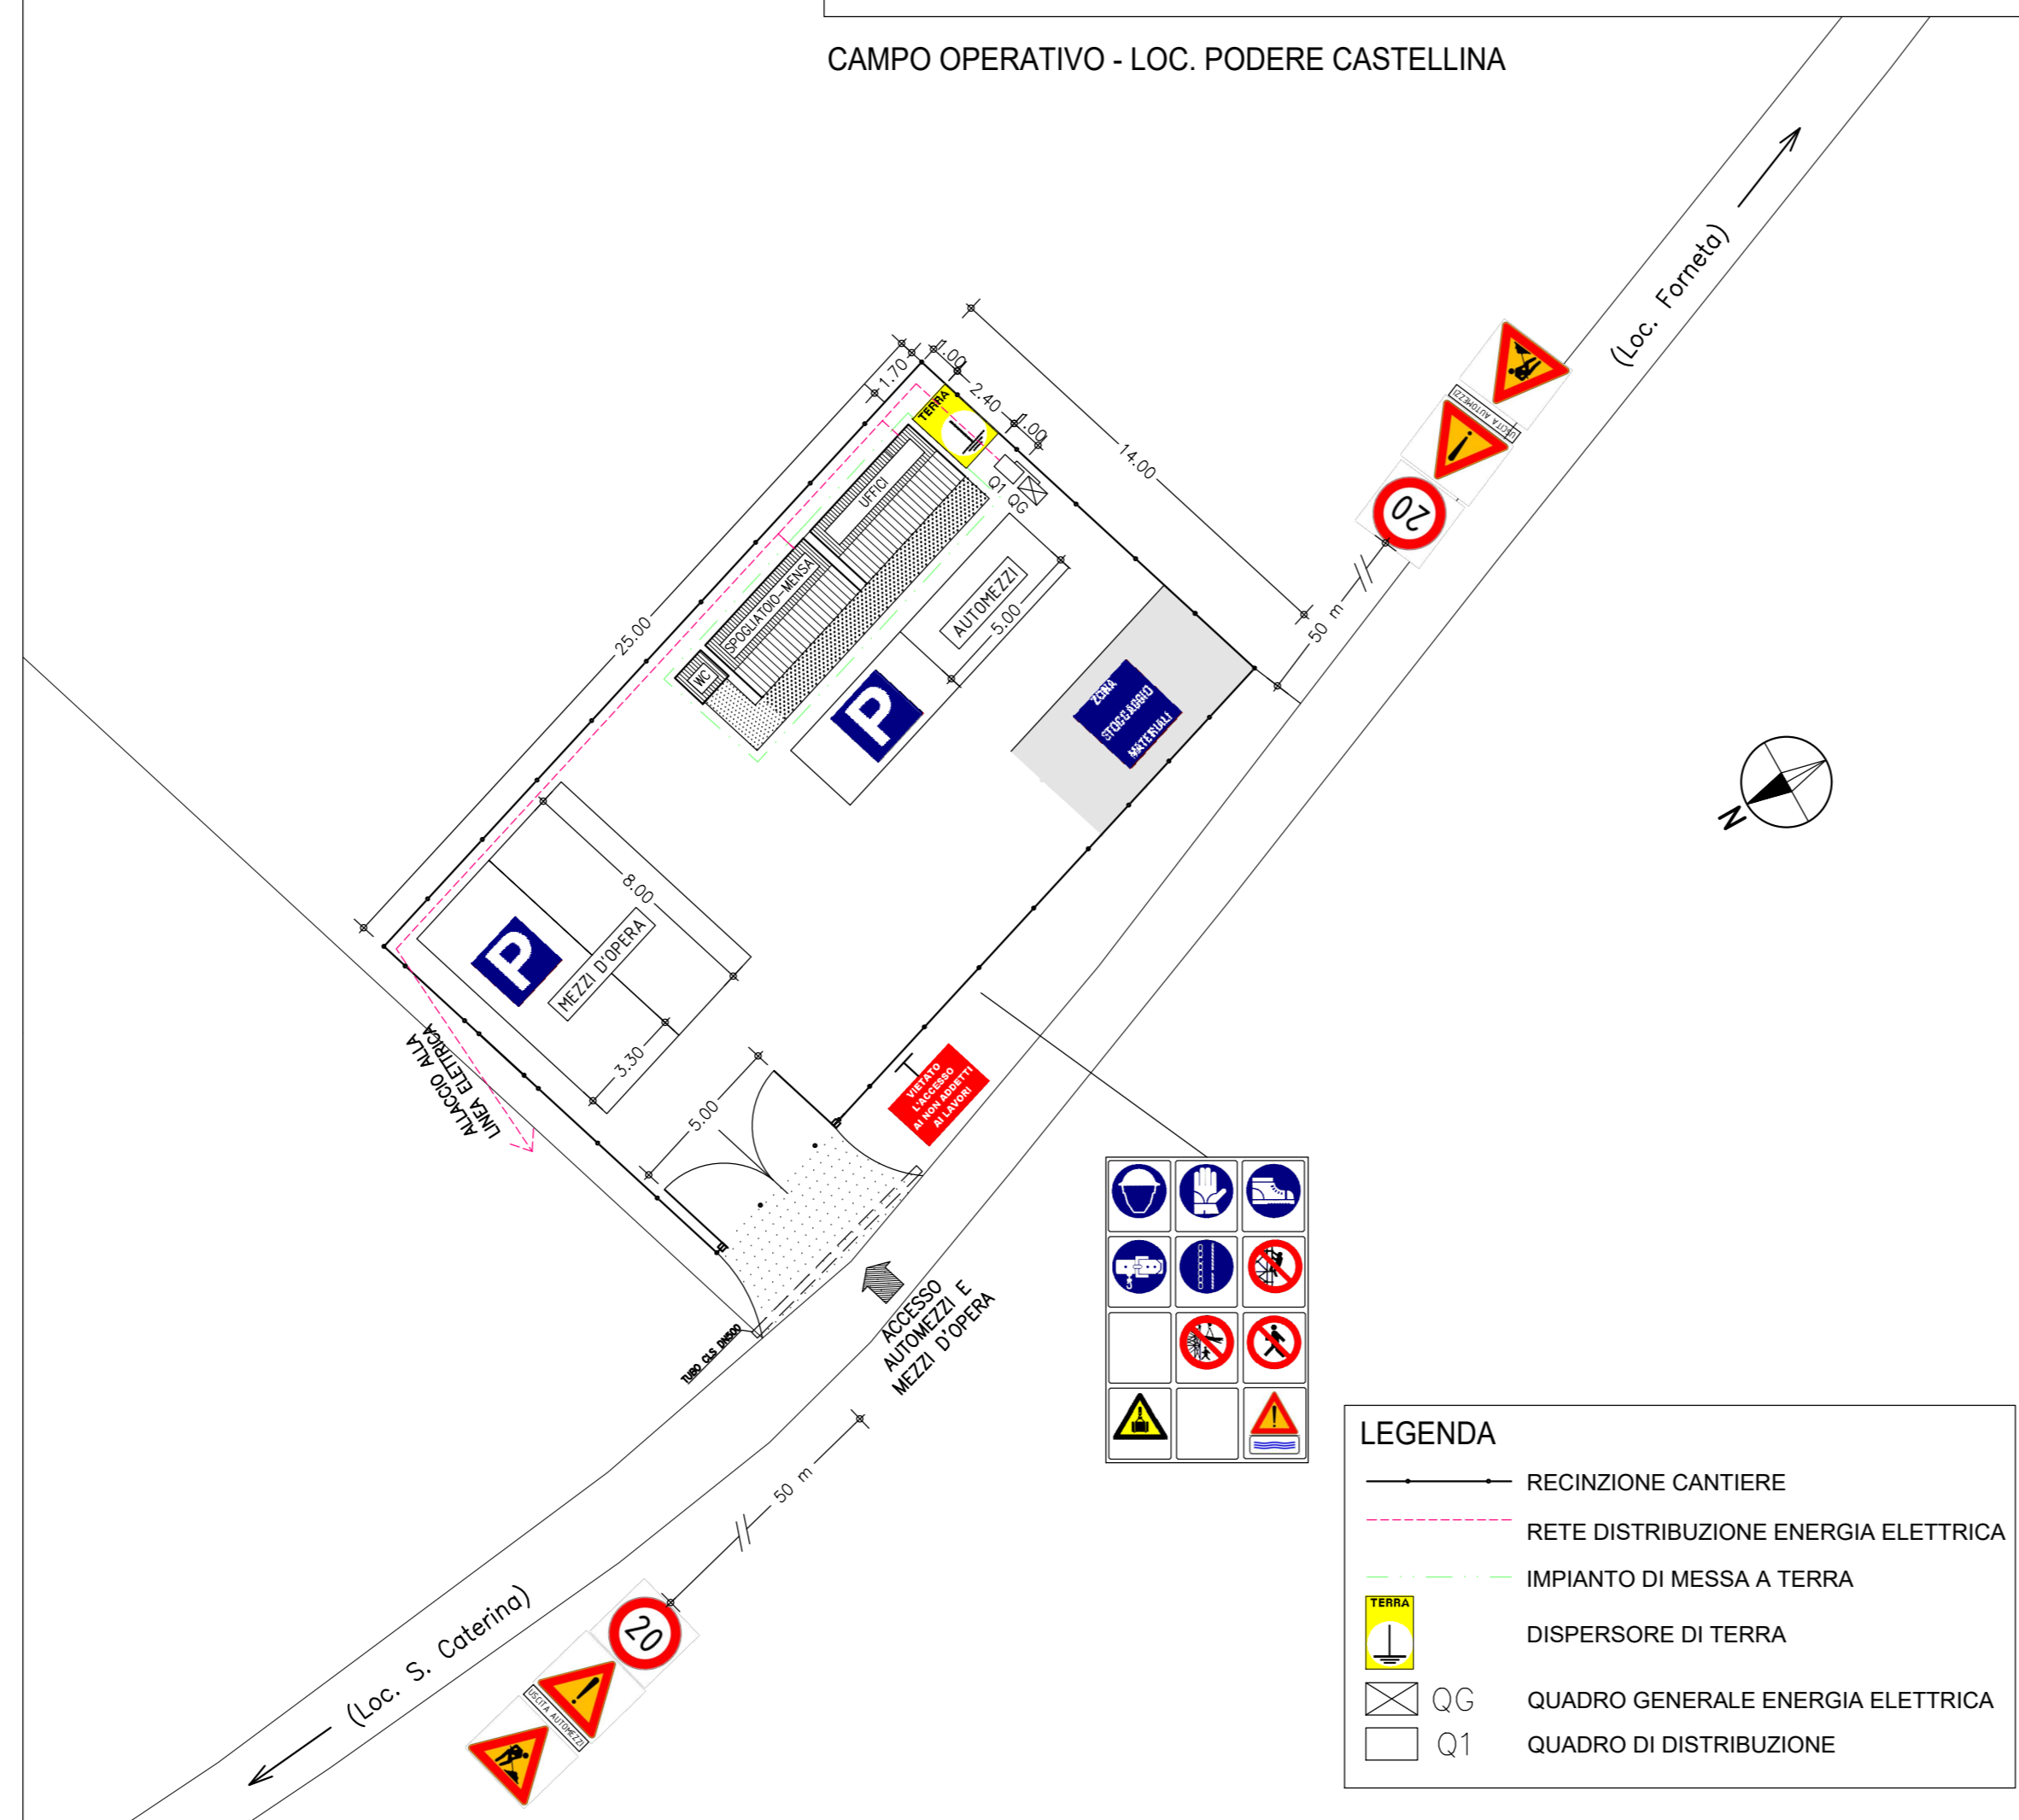 CAMPO OPERATIVO - LOC. PODERE CASTELLINA
(Loc. Forneta)
USCITA AUTOMEZZI
20
50 m
14.00
1.00
2.40
1.00
1.70
25.00
TERRA
Q1
QG
UFFICI
SPOGLIATOIO-MENSA
WC
AUTOMEZZI
5.00
P
ZONA
STOCCAGGIO
MATERIALI
N
8.00
P
MEZZI D'OPERA
3.30
5.00
ALLACCIO ALLA
LINEA ELETTRICA
VIETATO
L'ACCESSO
AI NON ADDETTI
AI LAVORI
TUBO CLS DN500
ACCESSO
AUTOMEZZI E
MEZZI D'OPERA
50 m
20
USCITA AUTOMEZZI
(Loc. S. Caterina)
LEGENDA
RECINZIONE CANTIERE
RETE DISTRIBUZIONE ENERGIA ELETTRICA
IMPIANTO DI MESSA A TERRA
TERRA
DISPERSORE DI TERRA
QG QUADRO GENERALE ENERGIA ELETTRICA
Q1 QUADRO DI DISTRIBUZIONE